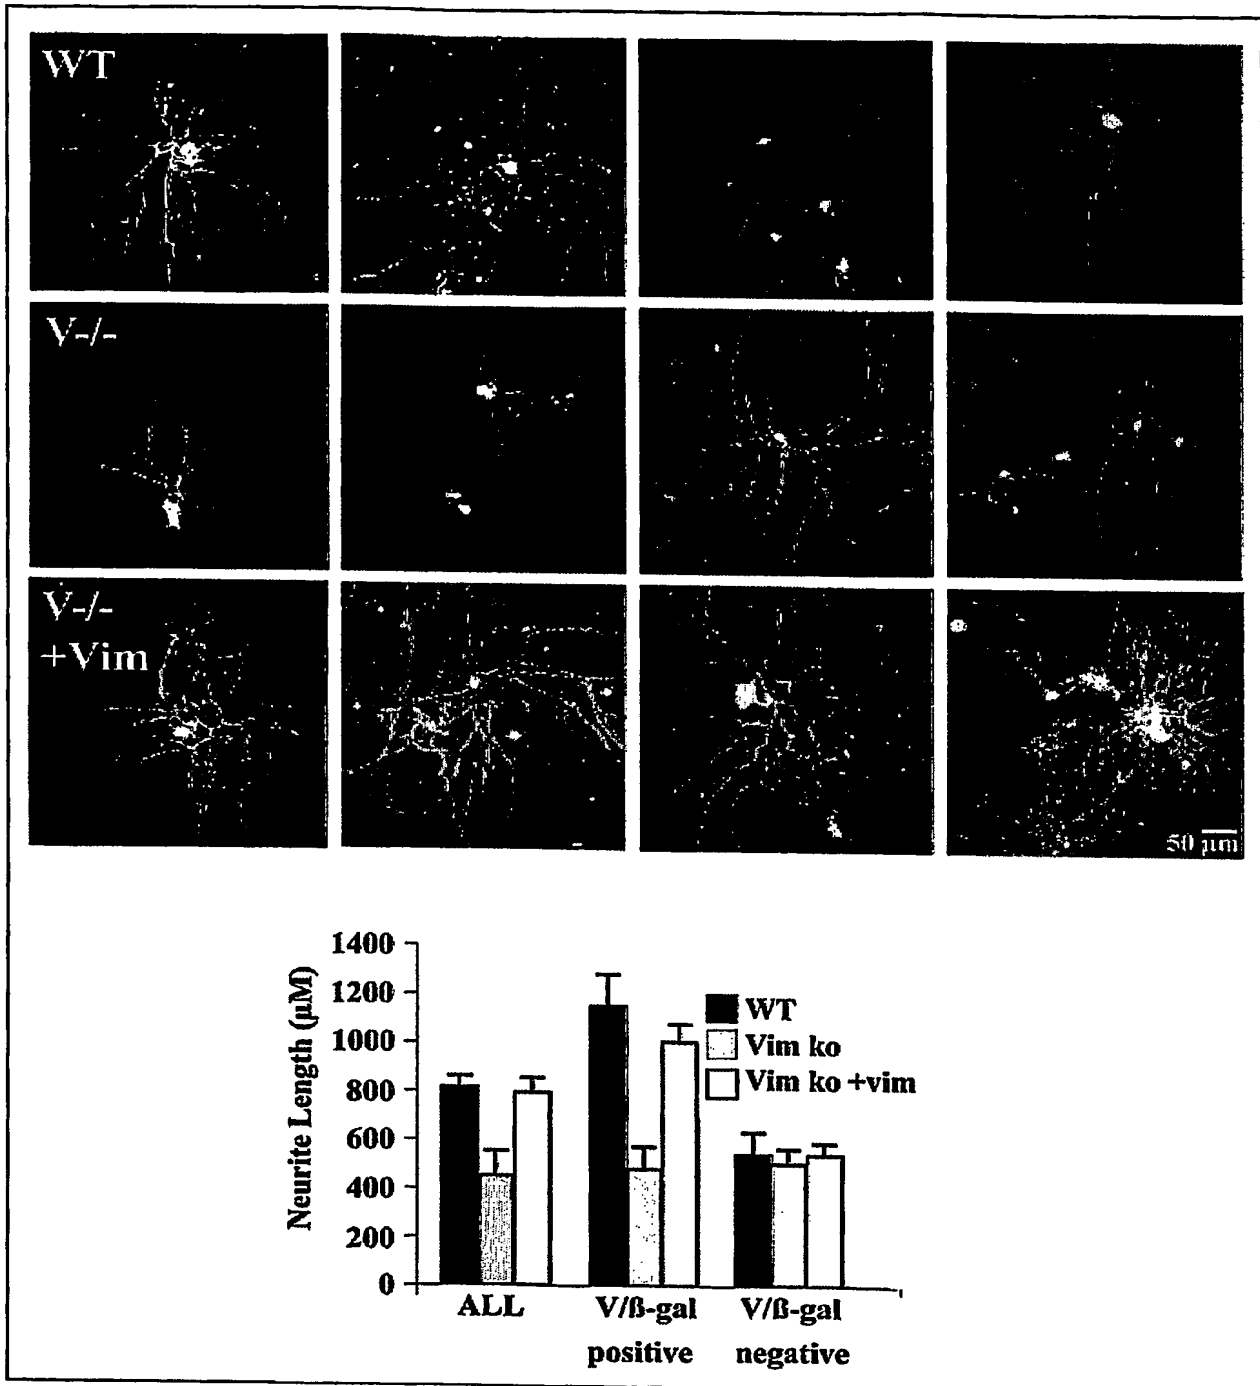 WT
V-/-
V-/-
+Vim
50 µm
1400
1200
1000
800
600
400
200
0
Neurite Length (µM)
WT
Vim ko
Vim ko +vim
ALL
V/ß-gal
positive
V/ß-gal
negative